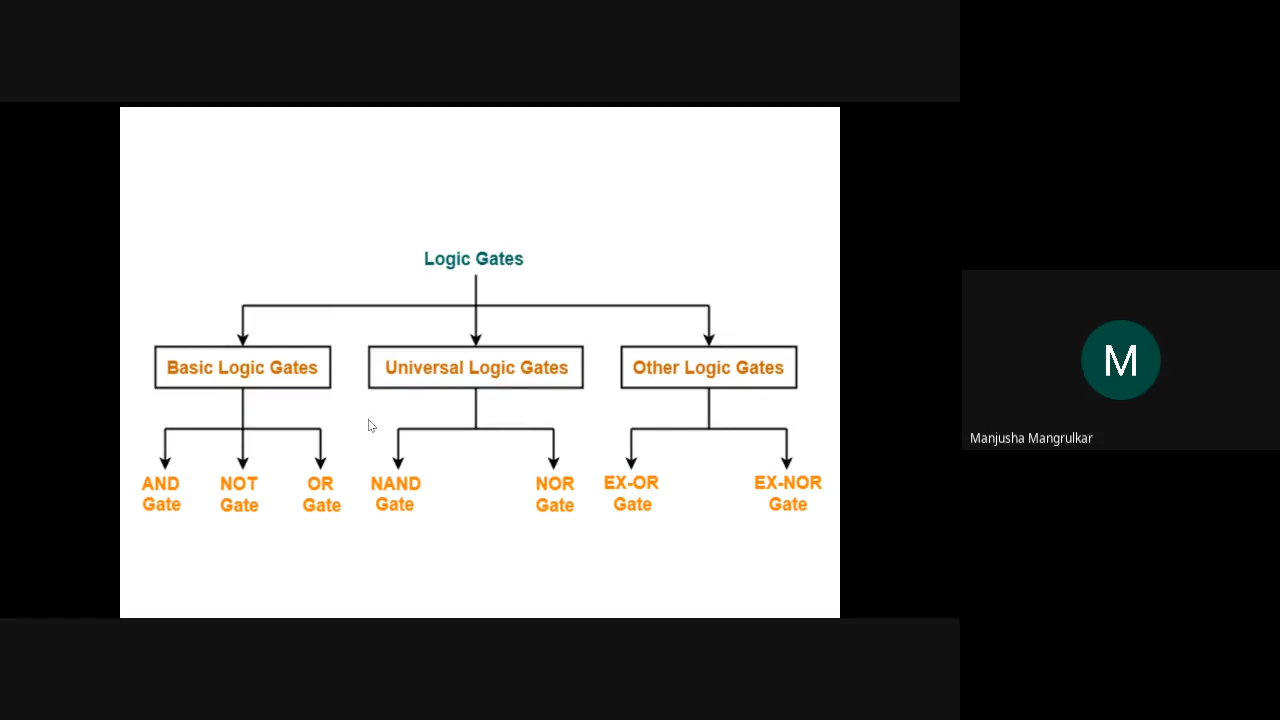 Logic Gates
Basic Logic Gates
Universal Logic Gates
Other Logic Gates
AND
Gate
NOT
Gate
OR
Gate
NAND
Gate
NOR
Gate
EX-OR
Gate
EX-NOR
Gate
M
Manjusha Mangrulkar